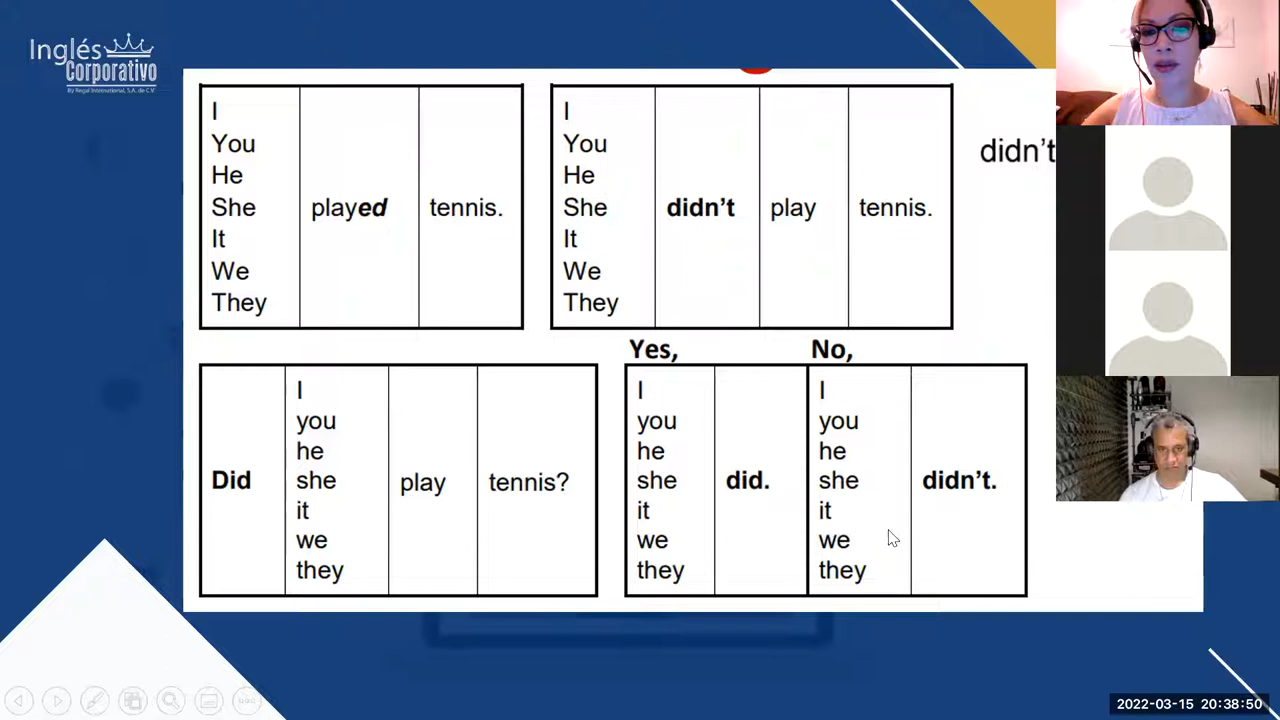 Inglés
Corporativo
By Regal International, S.A. de C.V.
I
You
He
She
It
We
They
played
tennis.
I
You
He
She
It
We
They
didn't
play
tennis.
didn't
Did
I
you
he
she
it
we
they
play
tennis?
Yes,
I
you
he
she
it
we
they
did.
No,
I
you
he
she
it
we
they
didn't.
2022-03-15 20:38:50